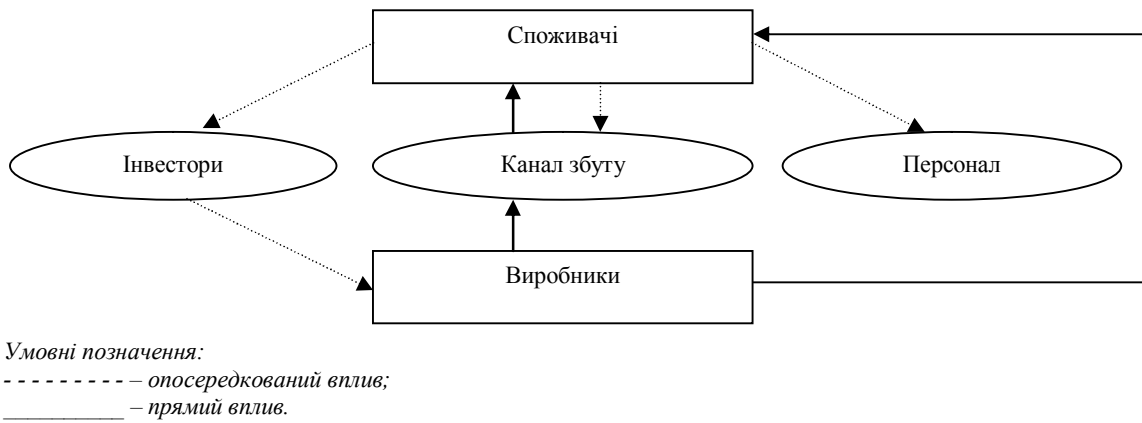 Споживачі
Інвестори
Канал збуту
Персонал
Виробники
Умовні позначення:
- - - - - - - - - – опосередкований вплив;
__________ – прямий вплив.